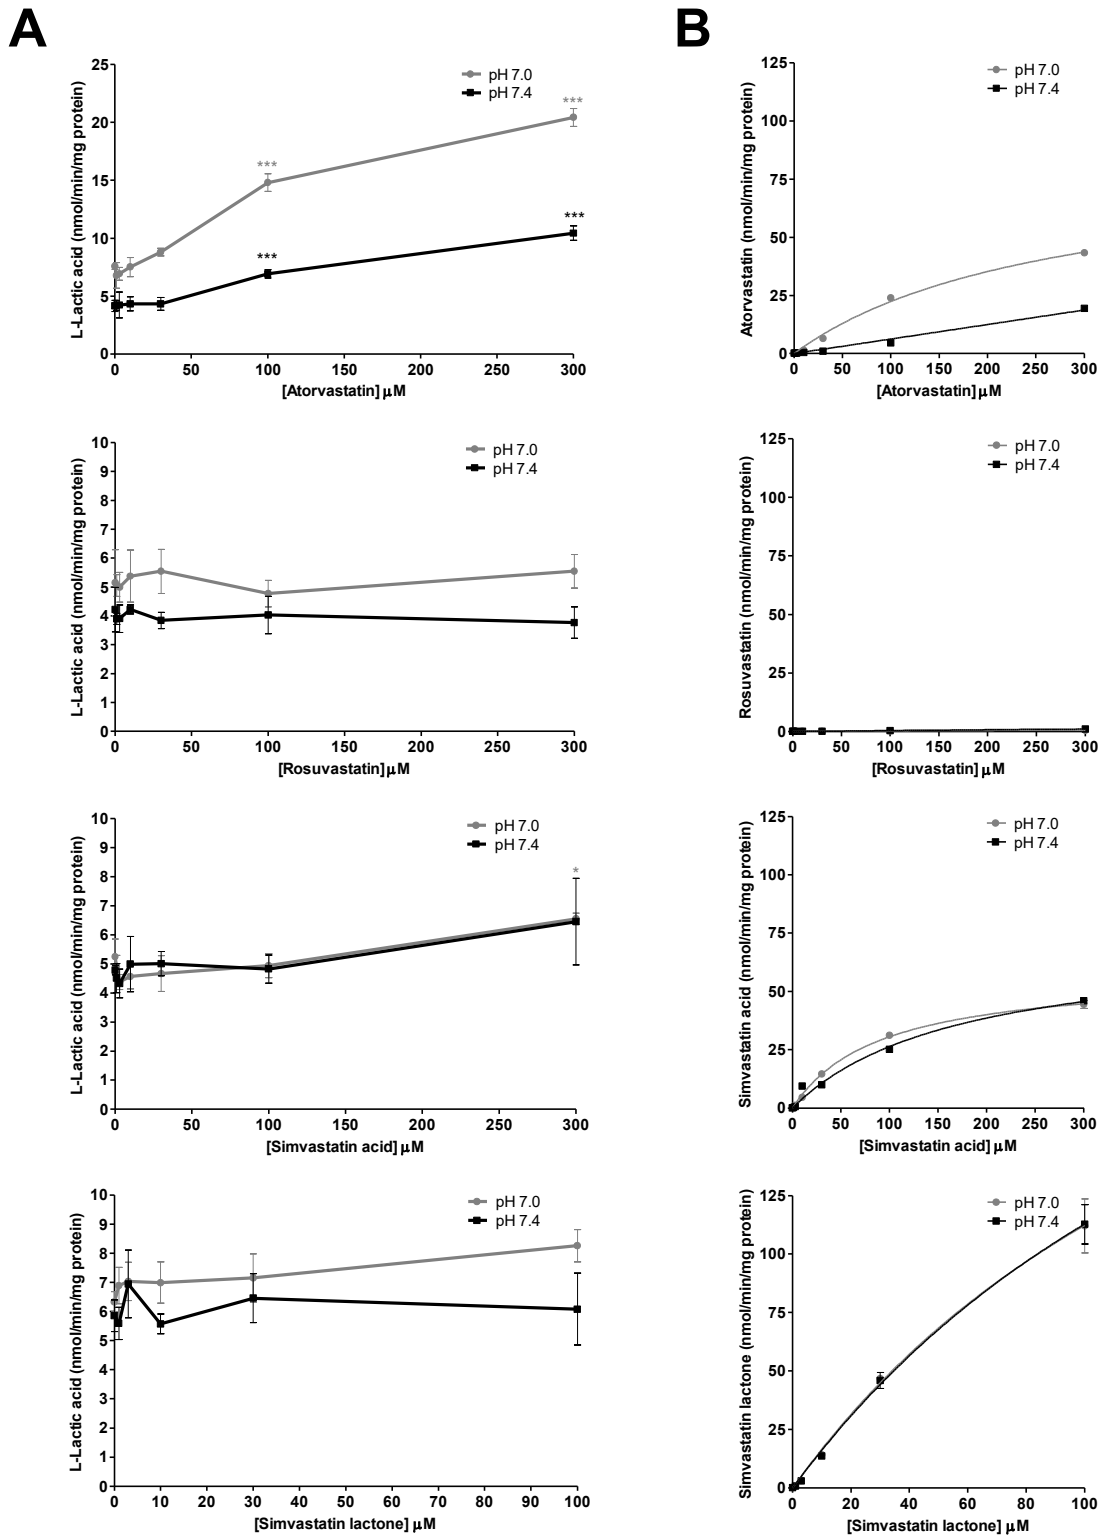 A
L-Lactic acid (nmol/min/mg protein)
25
20
15
10
5
0
pH 7.0
pH 7.4
***
***
***
***
0 50 100 150 200 250 300
[Atorvastatin] μM
B
Atorvastatin (nmol/min/mg protein)
125
100
75
50
25
0
pH 7.0
pH 7.4
0 50 100 150 200 250 300
[Atorvastatin] μM
L-Lactic acid (nmol/min/mg protein)
10
9
8
7
6
5
4
3
2
1
0
pH 7.0
pH 7.4
0 50 100 150 200 250 300
[Rosuvastatin] μM
Rosuvastatin (nmol/min/mg protein)
125
100
75
50
25
0
pH 7.0
pH 7.4
0 50 100 150 200 250 300
[Rosuvastatin] μM
L-Lactic acid (nmol/min/mg protein)
10
9
8
7
6
5
4
3
2
1
0
pH 7.0
pH 7.4
*
0 50 100 150 200 250 300
[Simvastatin acid] μM
Simvastatin acid (nmol/min/mg protein)
125
100
75
50
25
0
pH 7.0
pH 7.4
0 50 100 150 200 250 300
[Simvastatin acid] μM
L-Lactic acid (nmol/min/mg protein)
10
9
8
7
6
5
4
3
2
1
0
pH 7.0
pH 7.4
0 10 20 30 40 50 60 70 80 90 100
[Simvastatin lactone] μM
Simvastatin lactone (nmol/min/mg protein)
125
100
75
50
25
0
pH 7.0
pH 7.4
0 20 40 60 80 100
[Simvastatin lactone] μM